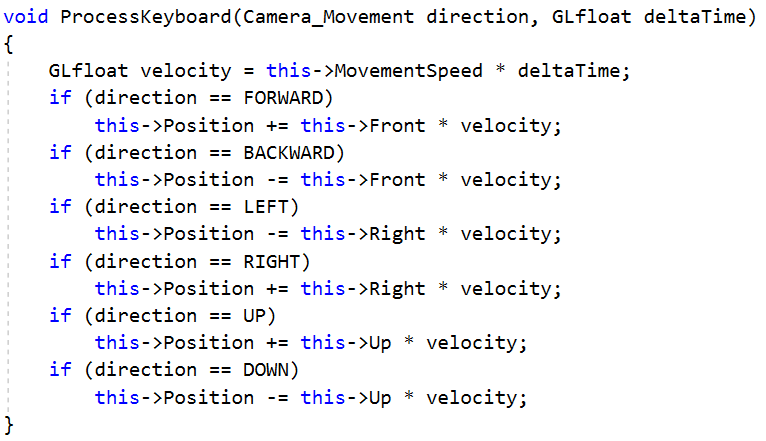 void ProcessKeyboard(Camera_Movement direction, GLfloat deltaTime)
{
    GLfloat velocity = this->MovementSpeed * deltaTime;
    if (direction == FORWARD)
        this->Position += this->Front * velocity;
    if (direction == BACKWARD)
        this->Position -= this->Front * velocity;
    if (direction == LEFT)
        this->Position -= this->Right * velocity;
    if (direction == RIGHT)
        this->Position += this->Right * velocity;
    if (direction == UP)
        this->Position += this->Up * velocity;
    if (direction == DOWN)
        this->Position -= this->Up * velocity;
}